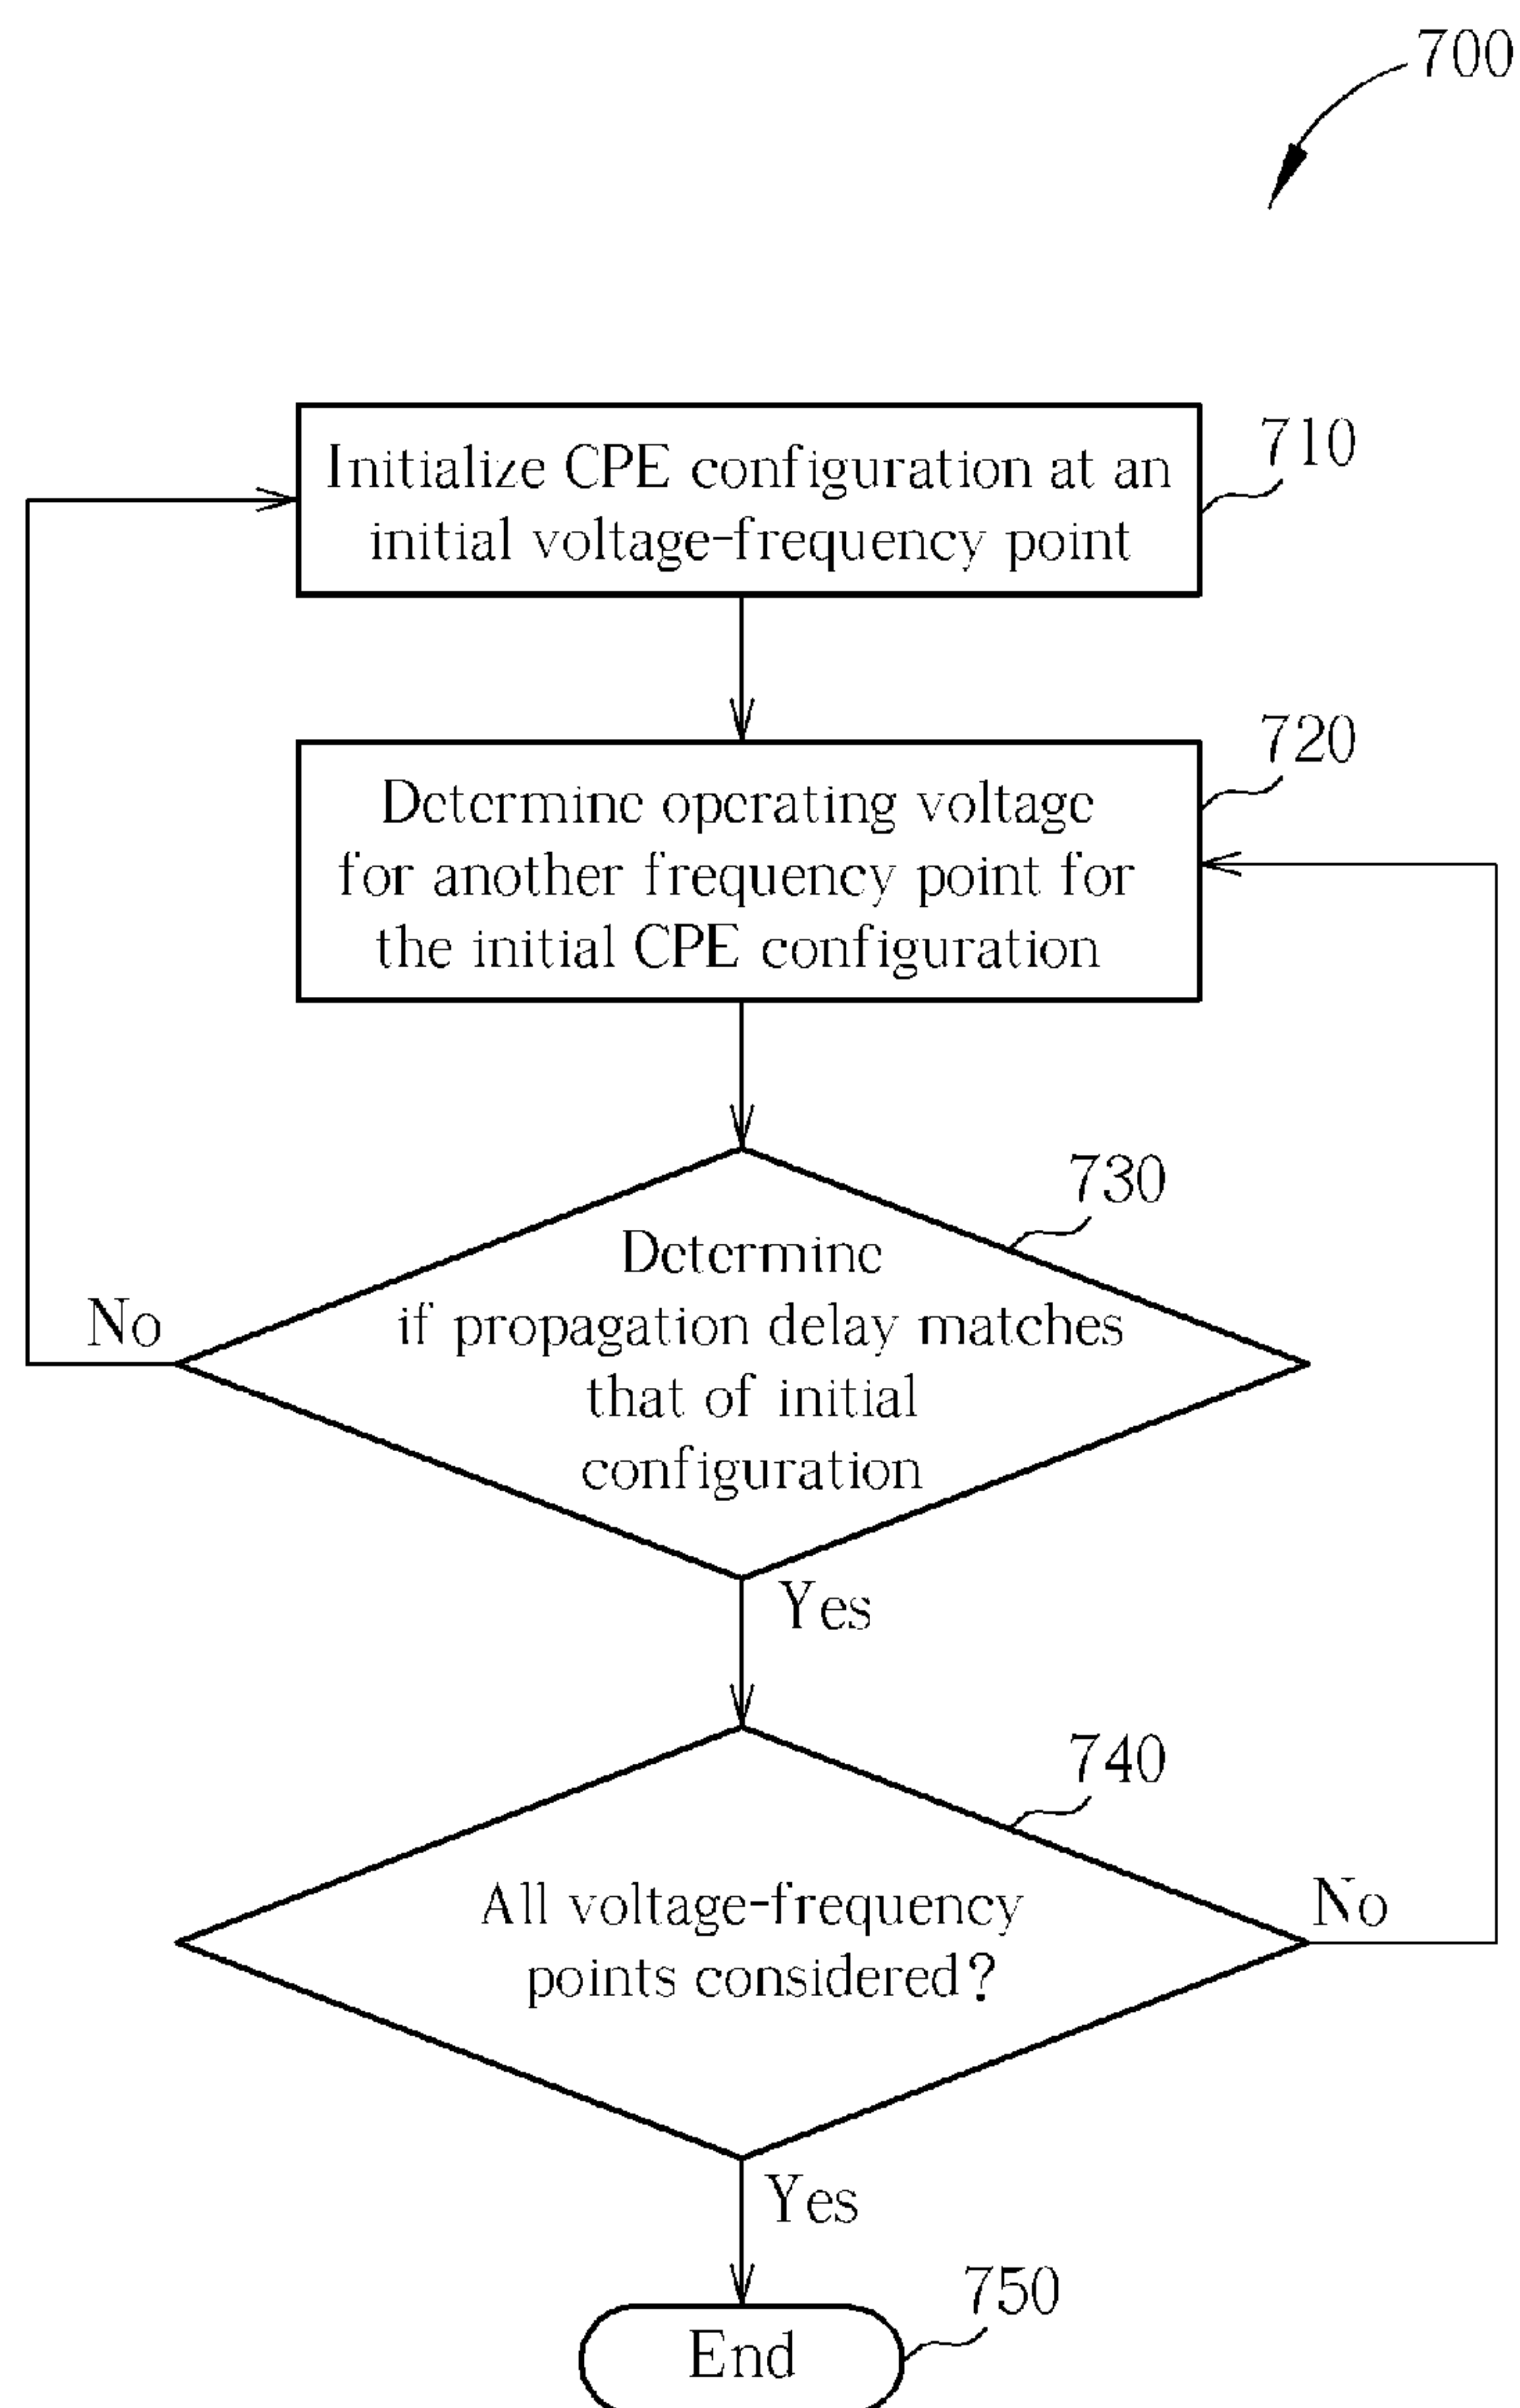 700
Initialize CPE configuration at an
initial voltage-frequency point
710
Determine operating voltage
for another frequency point for
the initial CPE configuration
720
Determine
if propagation delay matches
that of initial
configuration
730
No
Yes
All voltage-frequency
points considered?
740
No
Yes
End
750